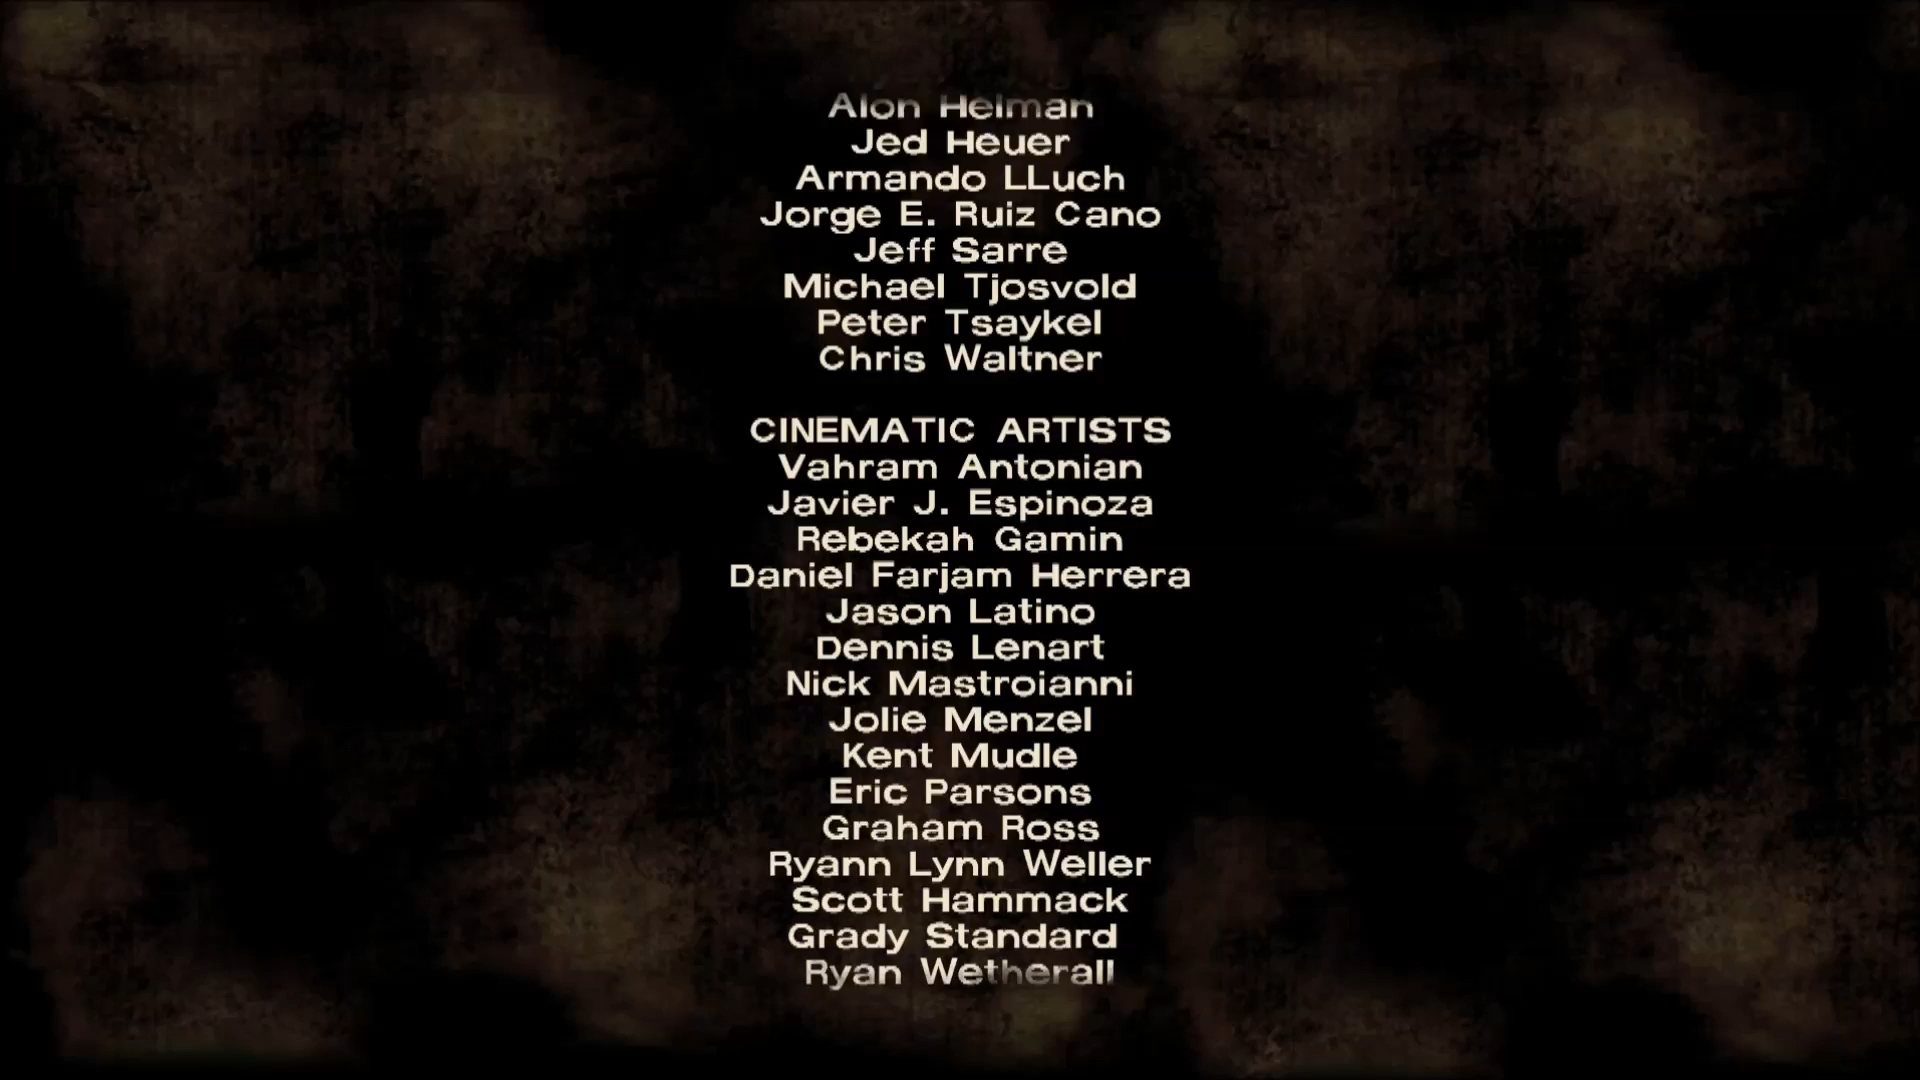 Alon Helman
Jed Heuer
Armando LLuch
Jorge E. Ruiz Cano
Jeff Sarre
Michael Tjosvold
Peter Tsaykel
Chris Waltner
CINEMATIC ARTISTS
Vahram Antonian
Javier J. Espinoza
Rebekah Gamin
Daniel Farjam Herrera
Jason Latino
Dennis Lenart
Nick Mastroianni
Jolie Menzel
Kent Mudle
Eric Parsons
Graham Ross
Ryann Lynn Weller
Scott Hammack
Grady Standard
Ryan Wetherall